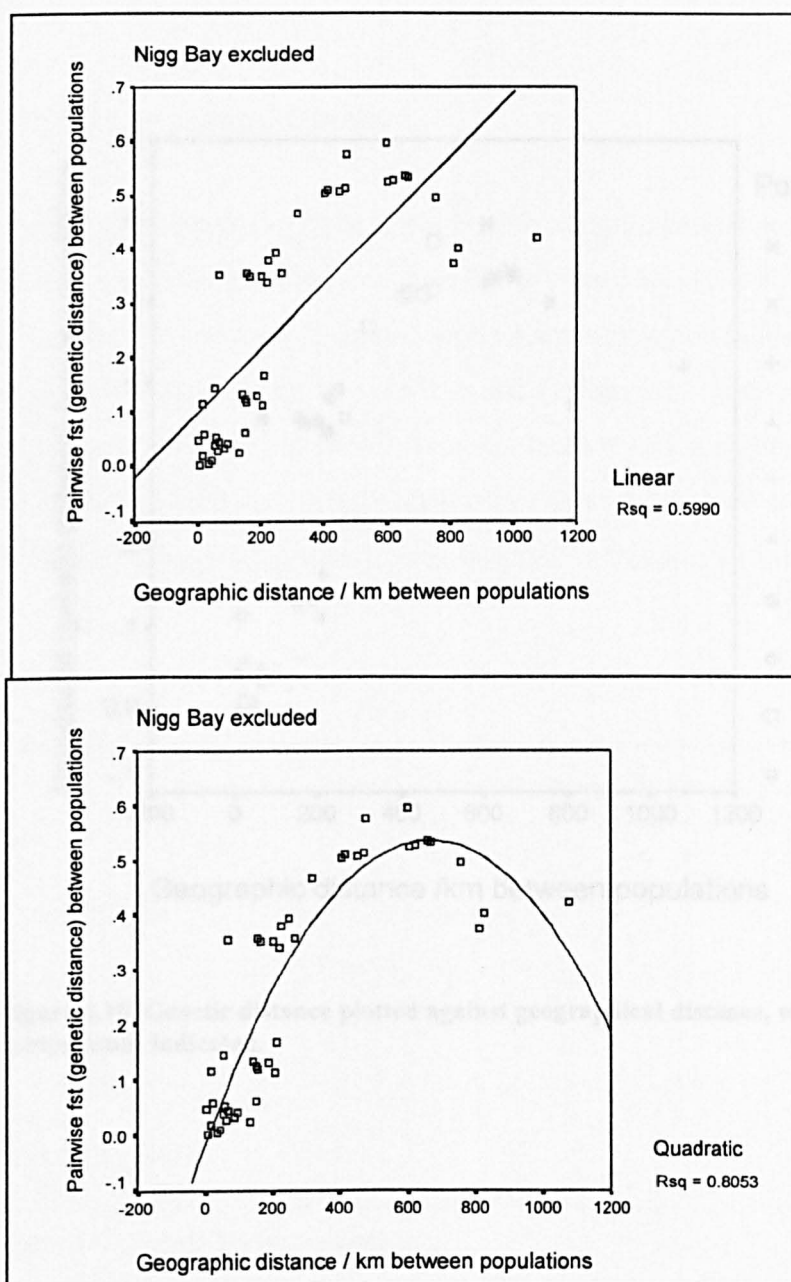 Nigg Bay excluded
Pairwise fst (genetic distance) between populations
.7
.6
.5
.4
.3
.2
.1
0.0
-.1
-200 0 200 400 600 800 1000 1200
Geographic distance / km between populations
Linear
Rsq = 0.5990
Nigg Bay excluded
Pairwise fst (genetic distance) between populations
.7
.6
.5
.4
.3
.2
.1
0.0
-.1
-200 0 200 400 600 800 1000 1200
Geographic distance / km between populations
Quadratic
Rsq = 0.8053